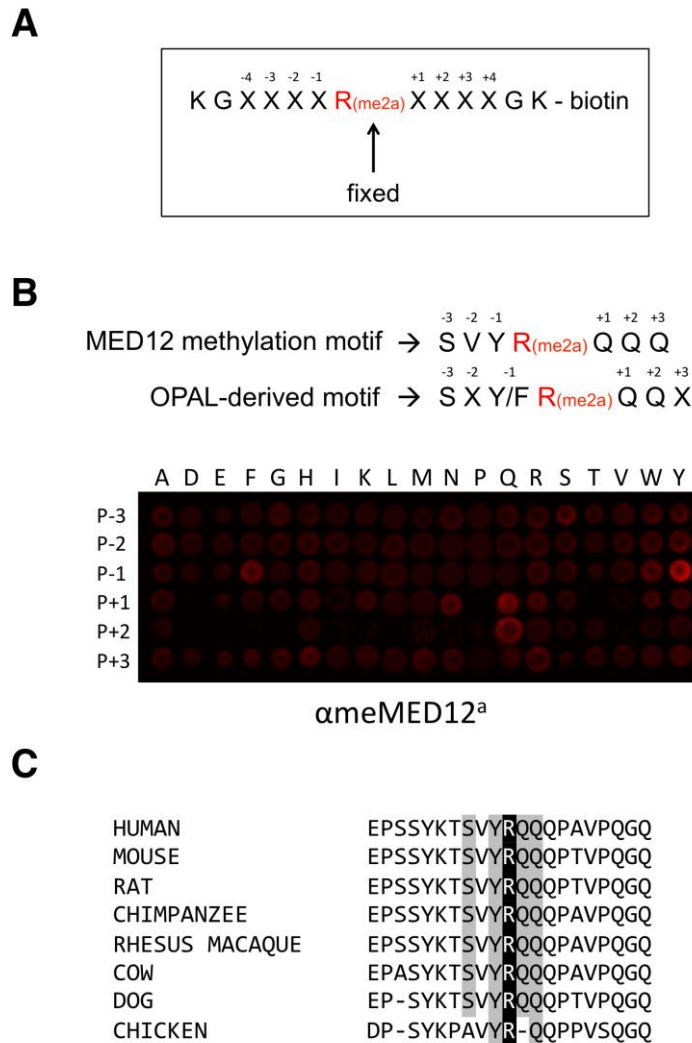 A
-4 -3 -2 -1 +1 +2 +3 +4
K G X X X X R(me2a) X X X X G K - biotin
fixed
B
-3 -2 -1 +1 +2 +3
MED12 methylation motif → S V Y R(me2a) Q Q Q
-3 -2 -1 +1 +2 +3
OPAL-derived motif → S X Y/F R(me2a) Q Q X
A D E F G H I K L M N P Q R S T V W Y
P-3
P-2
P-1
P+1
P+2
P+3
αmeMED12ª
C
HUMAN EPSSYKTSVYRQQQPAVPQGQ
MOUSE EPSSYKTSVYRQQQPTVPQGQ
RAT EPSSYKTSVYRQQQPTVPQGQ
CHIMPANZEE EPSSYKTSVYRQQQPAVPQGQ
RHESUS MACAQUE EPSSYKTSVYRQQQPAVPQGQ
COW EPASYKTSVYRQQQPAVPQGQ
DOG EP-SYKTSVYRQQQPTVPQGQ
CHICKEN DP-SYKPAVYR-QQPPVSQGQ